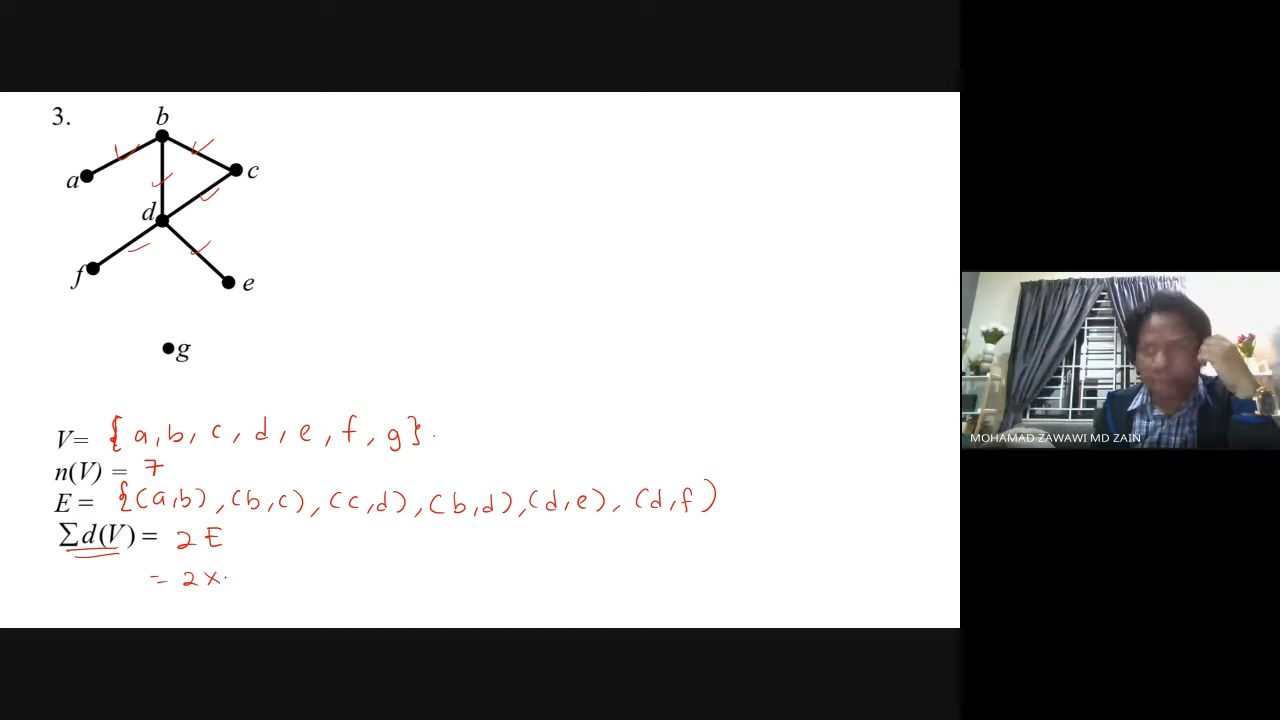 3.
b
a
c
d
f
e
g
V= {a,b,c,d,e,f,g}.
n(V) = 7
E = {(a,b),(b,c),(c,d),(b,d),(d,e),(d,f)
∑d(V) = 2E
= 2×
MOHAMAD ZAWAWI MD ZAIN